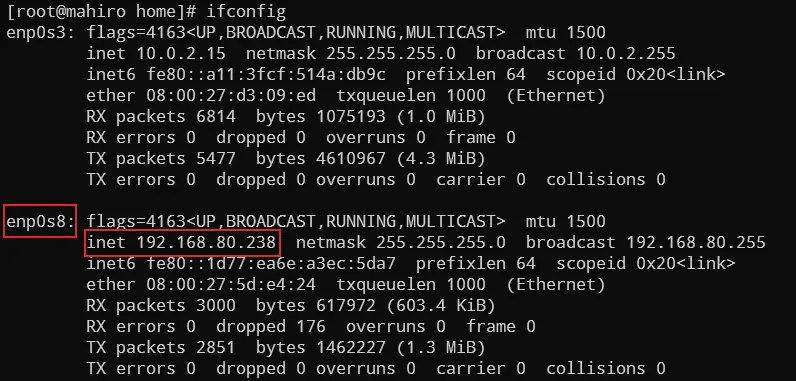 [root@mahiro home]# ifconfig
enp0s3: flags=4163<UP,BROADCAST,RUNNING,MULTICAST>  mtu 1500
        inet 10.0.2.15  netmask 255.255.255.0  broadcast 10.0.2.255
        inet6 fe80::a11:3fcf:514a:db9c  prefixlen 64  scopeid 0x20<link>
        ether 08:00:27:d3:09:ed  txqueuelen 1000  (Ethernet)
        RX packets 6814  bytes 1075193 (1.0 MiB)
        RX errors 0  dropped 0  overruns 0  frame 0
        TX packets 5477  bytes 4610967 (4.3 MiB)
        TX errors 0  dropped 0 overruns 0  carrier 0  collisions 0

enp0s8: flags=4163<UP,BROADCAST,RUNNING,MULTICAST>  mtu 1500
        inet 192.168.80.238  netmask 255.255.255.0  broadcast 192.168.80.255
        inet6 fe80::1d77:ea6e:a3ec:5da7  prefixlen 64  scopeid 0x20<link>
        ether 08:00:27:5d:e4:24  txqueuelen 1000  (Ethernet)
        RX packets 3000  bytes 617972 (603.4 KiB)
        RX errors 0  dropped 176  overruns 0  frame 0
        TX packets 2851  bytes 1462227 (1.3 MiB)
        TX errors 0  dropped 0 overruns 0  carrier 0  collisions 0